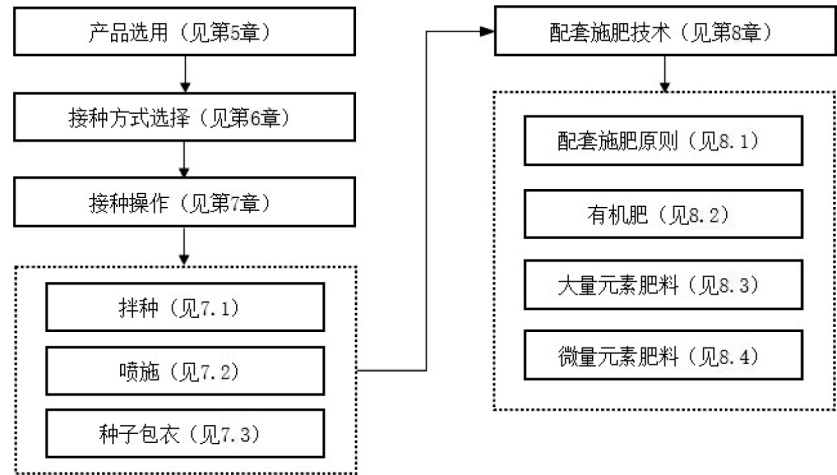 产品选用（见第5章）
接种方式选择（见第6章）
接种操作（见第7章）
拌种（见7.1）
喷施（见7.2）
种子包衣（见7.3）
配套施肥技术（见第8章）
配套施肥原则（见8.1）
有机肥（见8.2）
大量元素肥料（见8.3）
微量元素肥料（见8.4）